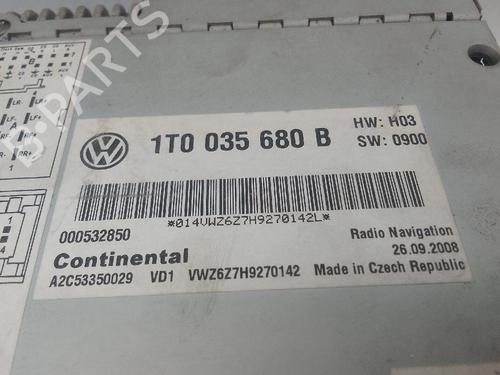 1T0 035 680 B
HW: H03
SW: 0900
*014VWZ6Z7H9270142L*
000532850
Radio Navigation
Continental
26.09.2008
A2C53350029 VD1 VWZ6Z7H9270142 Made in Czech Republic
B-PARTS